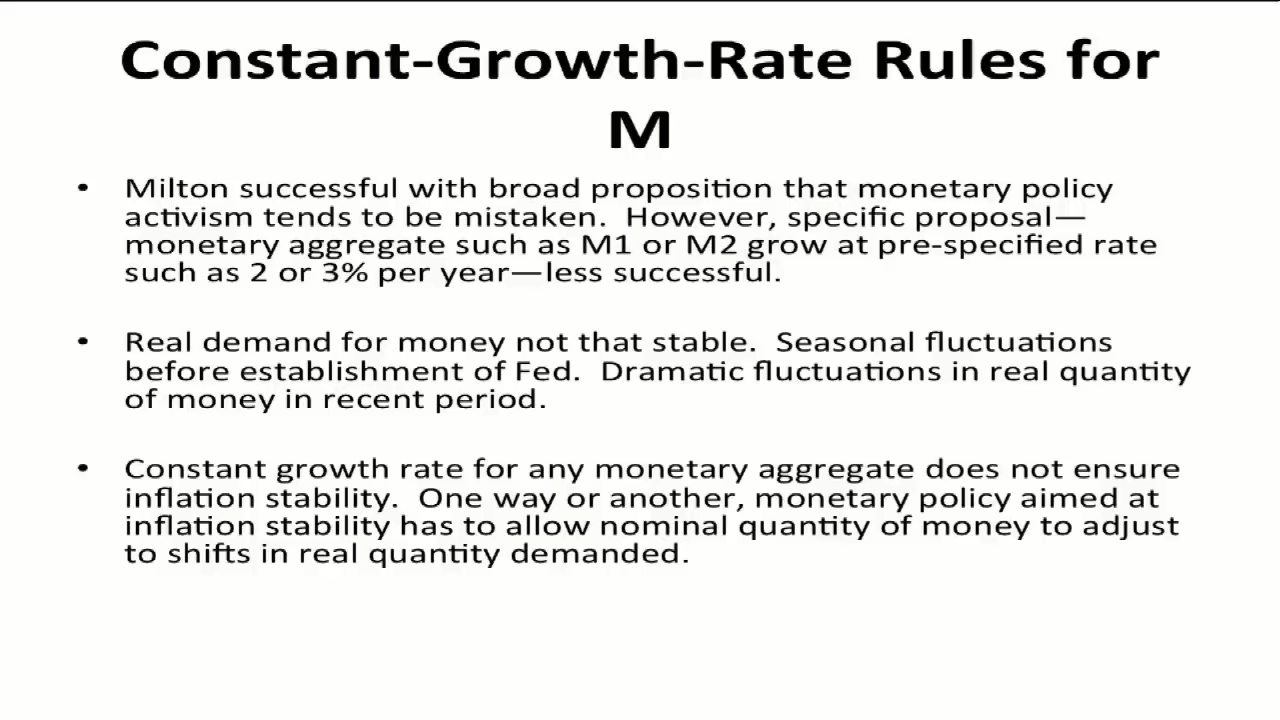 Constant-Growth-Rate Rules for
M
• Milton successful with broad proposition that monetary policy
activism tends to be mistaken.  However, specific proposal—
monetary aggregate such as M1 or M2 grow at pre-specified rate
such as 2 or 3% per year—less successful.
• Real demand for money not that stable.  Seasonal fluctuations
before establishment of Fed.  Dramatic fluctuations in real quantity
of money in recent period.
• Constant growth rate for any monetary aggregate does not ensure
inflation stability.  One way or another, monetary policy aimed at
inflation stability has to allow nominal quantity of money to adjust
to shifts in real quantity demanded.